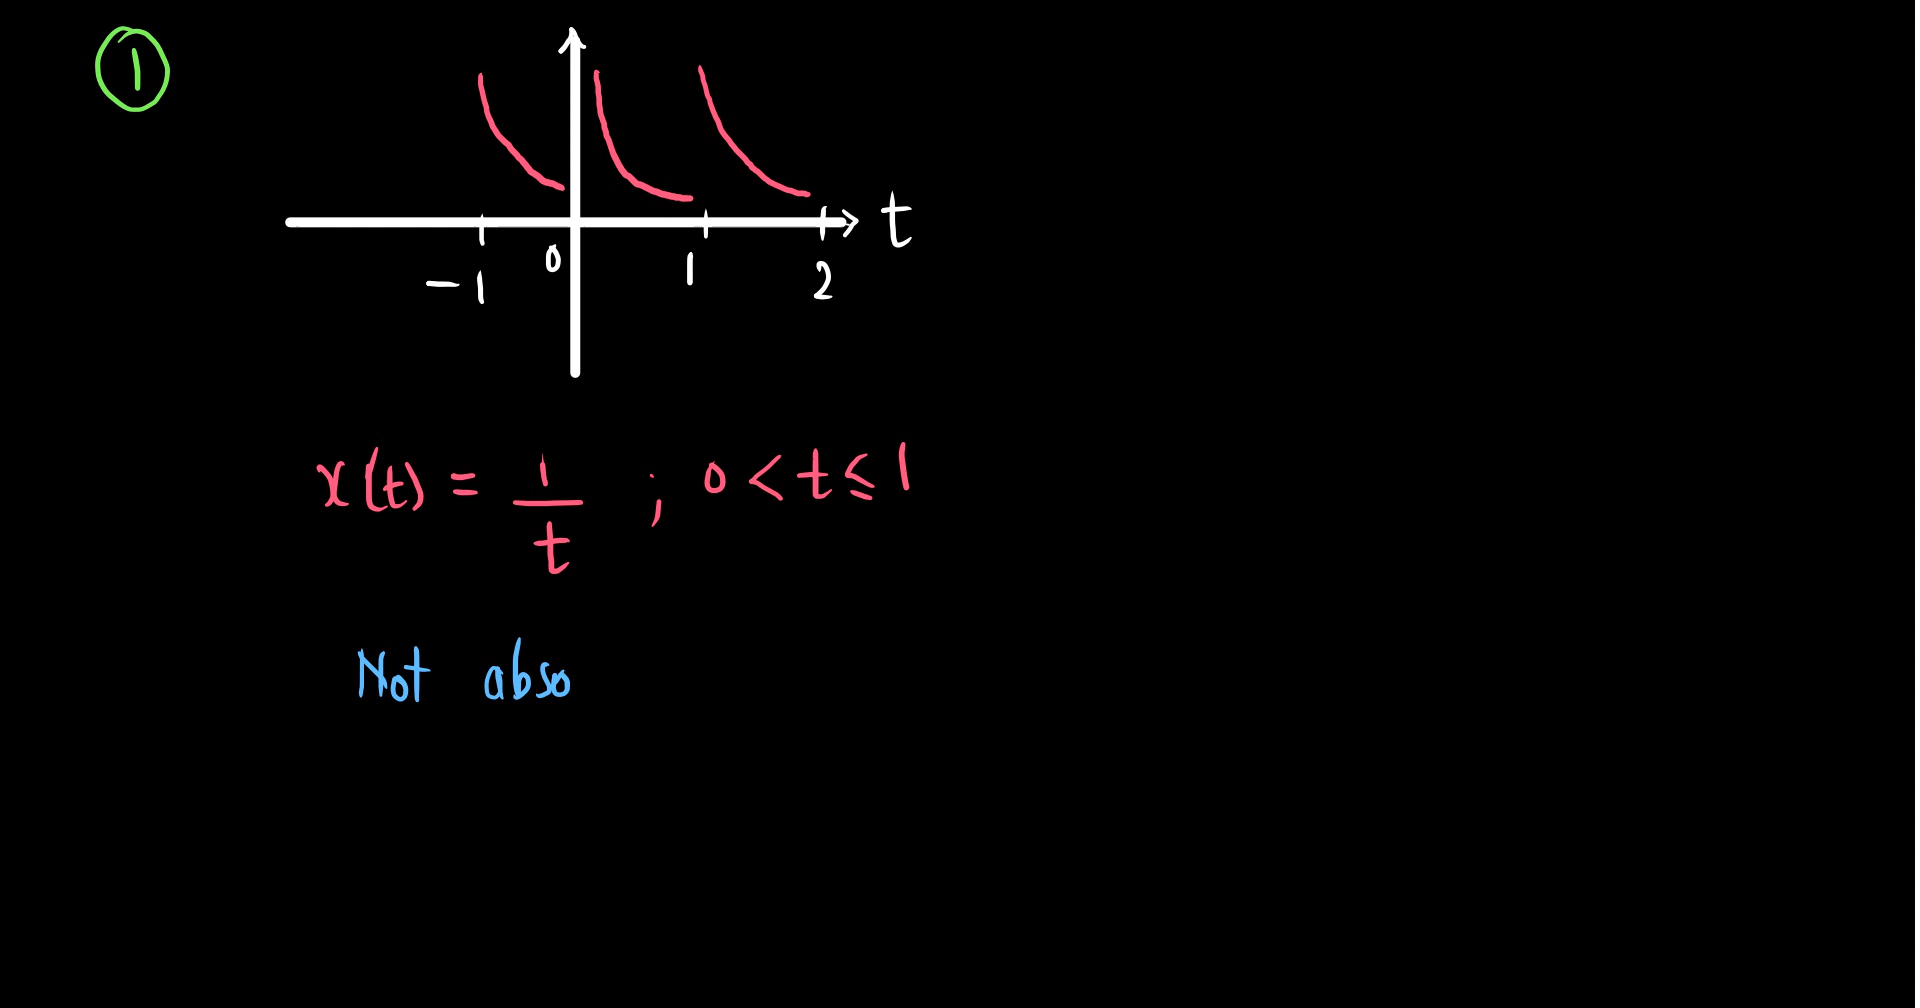 1
t
-1 0 1 2
x(t) = 1/t ; 0 < t ≤ 1
Not abso